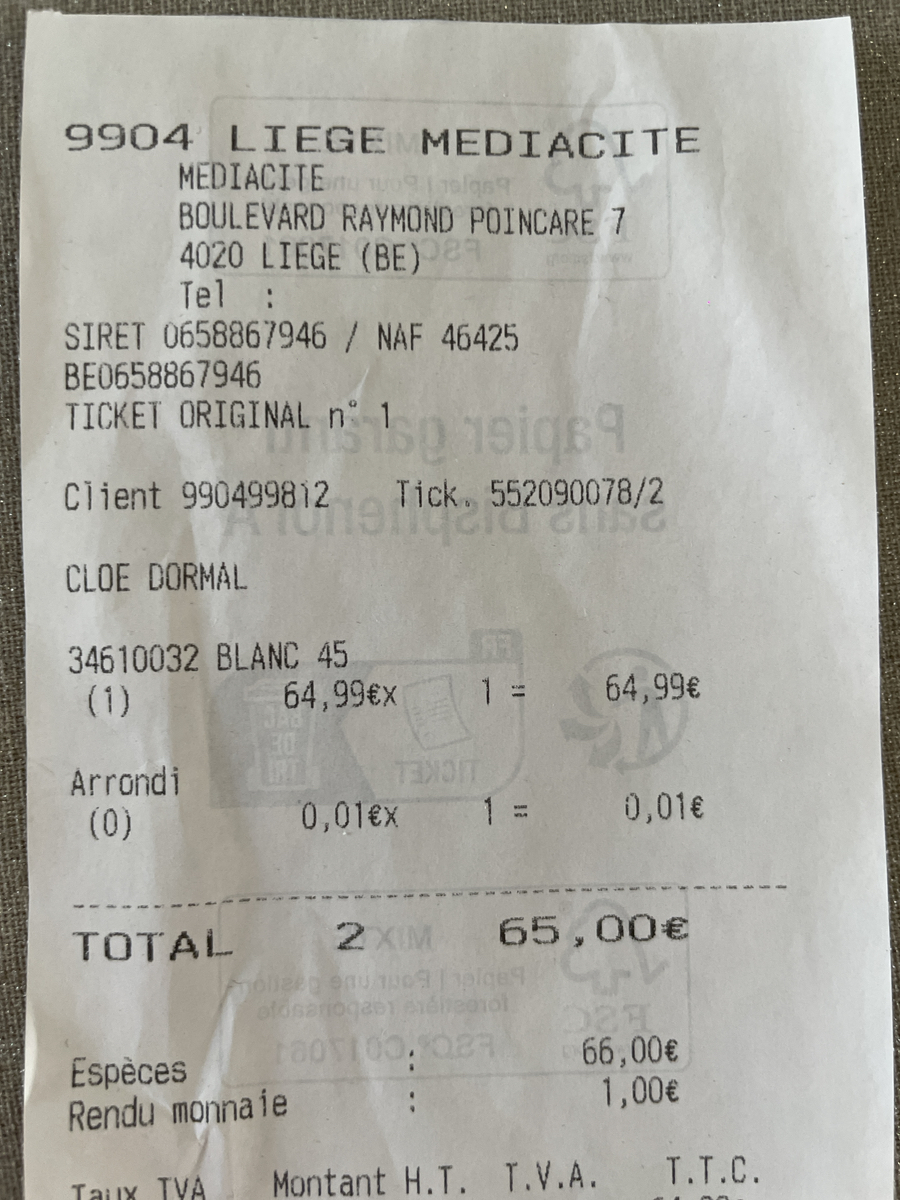 9904 LIEGE MEDIACITE
MEDIACITE
BOULEVARD RAYMOND POINCARE 7
4020 LIEGE (BE)
Tel :
SIRET 0658867946 / NAF 46425
BE0658867946
TICKET ORIGINAL n° 1
Client 990499812 Tick. 552090078/2
CLOE DORMAL
34610032 BLANC 45
(1) 64,99€x 1 = 64,99€
Arrondi
(0) 0,01€x 1 = 0,01€
TOTAL 2 65,00€
Espèces : 66,00€
Rendu monnaie : 1,00€
Taux TVA Montant H.T. T.V.A. T.T.C.